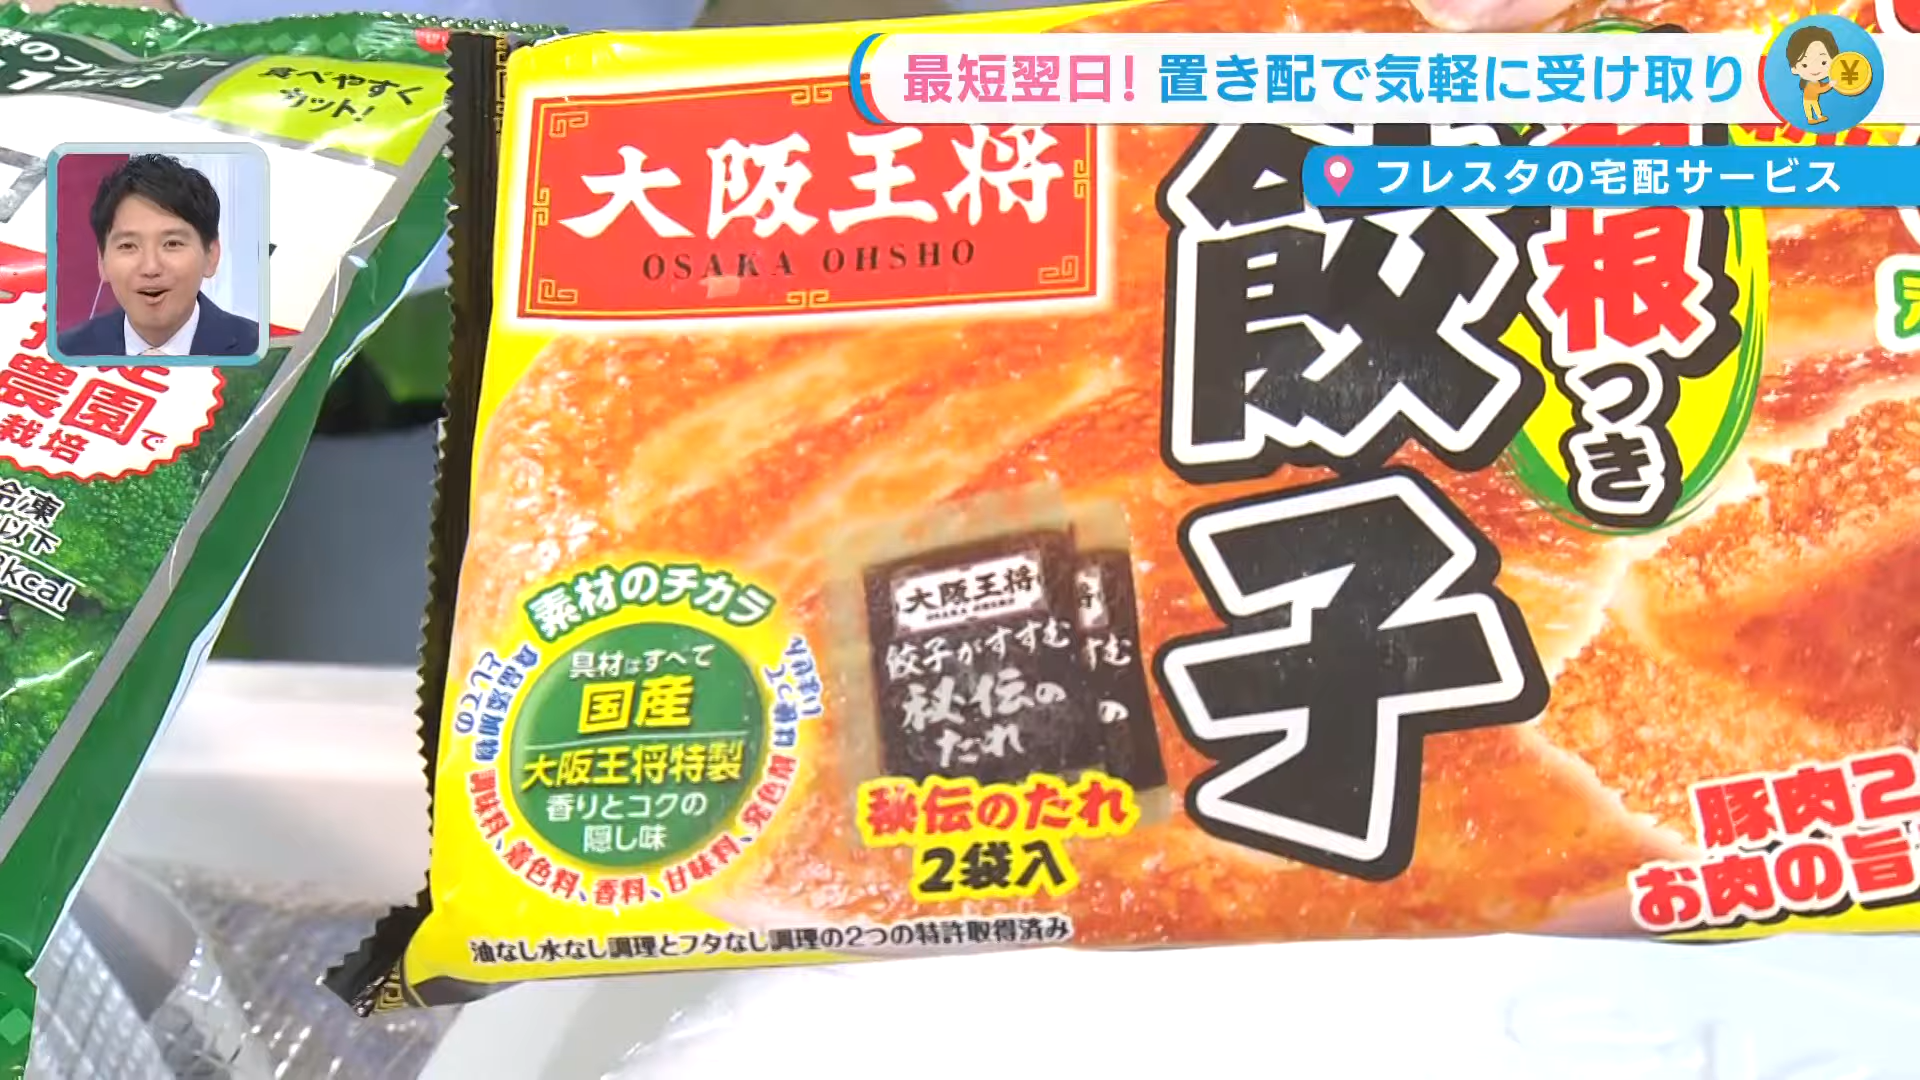 最短翌日！置き配で気軽に受け取り
フレスタの宅配サービス
食べやすく
カット！
農園で
栽培
冷凍
以下
kcal
大阪王将
OSAKA OHSHO
羽根つき
餃子
素材のチカラ
具材はすべて
国産
大阪王将特製
香りとコクの
隠し味
調味料、着色料、香料、甘味料、発色剤
大阪王将
餃子がすすむ
秘伝の
たれ
秘伝のたれ
2袋入
豚肉2
お肉の旨
油なし水なし調理とフタなし調理の2つの特許取得済み